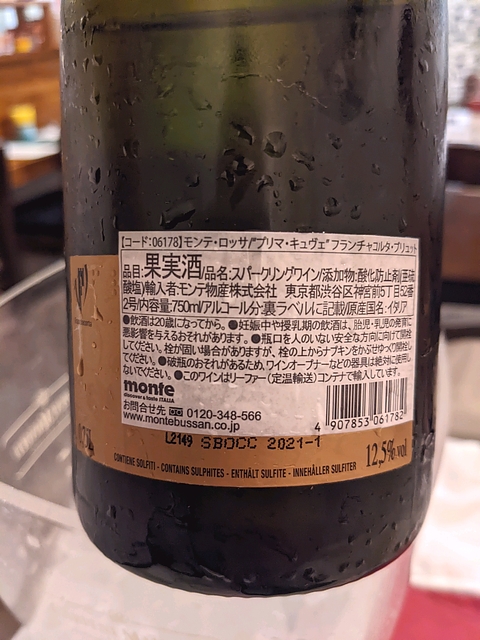 【コード:06178】モンテ・ロッサ/"プリマ・キュヴェ"フランチャコルタ・ブリュット
品目:果実酒/品名:スパークリングワイン/添加物:酸化防止剤(亜硫
酸塩)/輸入者:モンテ物産株式会社 東京都渋谷区神宮前5丁目52番
2号/内容量:750ml/アルコール分:裏ラベルに記載/原産国名:イタリア
●飲酒は20歳になってから。●妊娠中や授乳期の飲酒は、胎児・乳児の発育に
悪影響を与えるおそれがあります。●瓶口を人のいない安全な方向に向けて開栓
してください。栓が固い場合がありますが、栓の上からナプキンをかぶせゆっくり開栓し
てください。●破瓶のおそれがあるため、ワインオープナーなどの器具は絶対に使用し
ないでください。●このワインはリーファー(定温輸送)コンテナで輸入しています。
monte
discover & taste ITALIA
お問合せ先 0120-348-566
www.montebussan.co.jp
4 907853 061782
L2149 SBOCC 2021-1
12,5%vol
CONTIENE SOLFITI - CONTAINS SULPHITES - ENTHÄLT SULFITE - INNEHÅLLER SULFITER